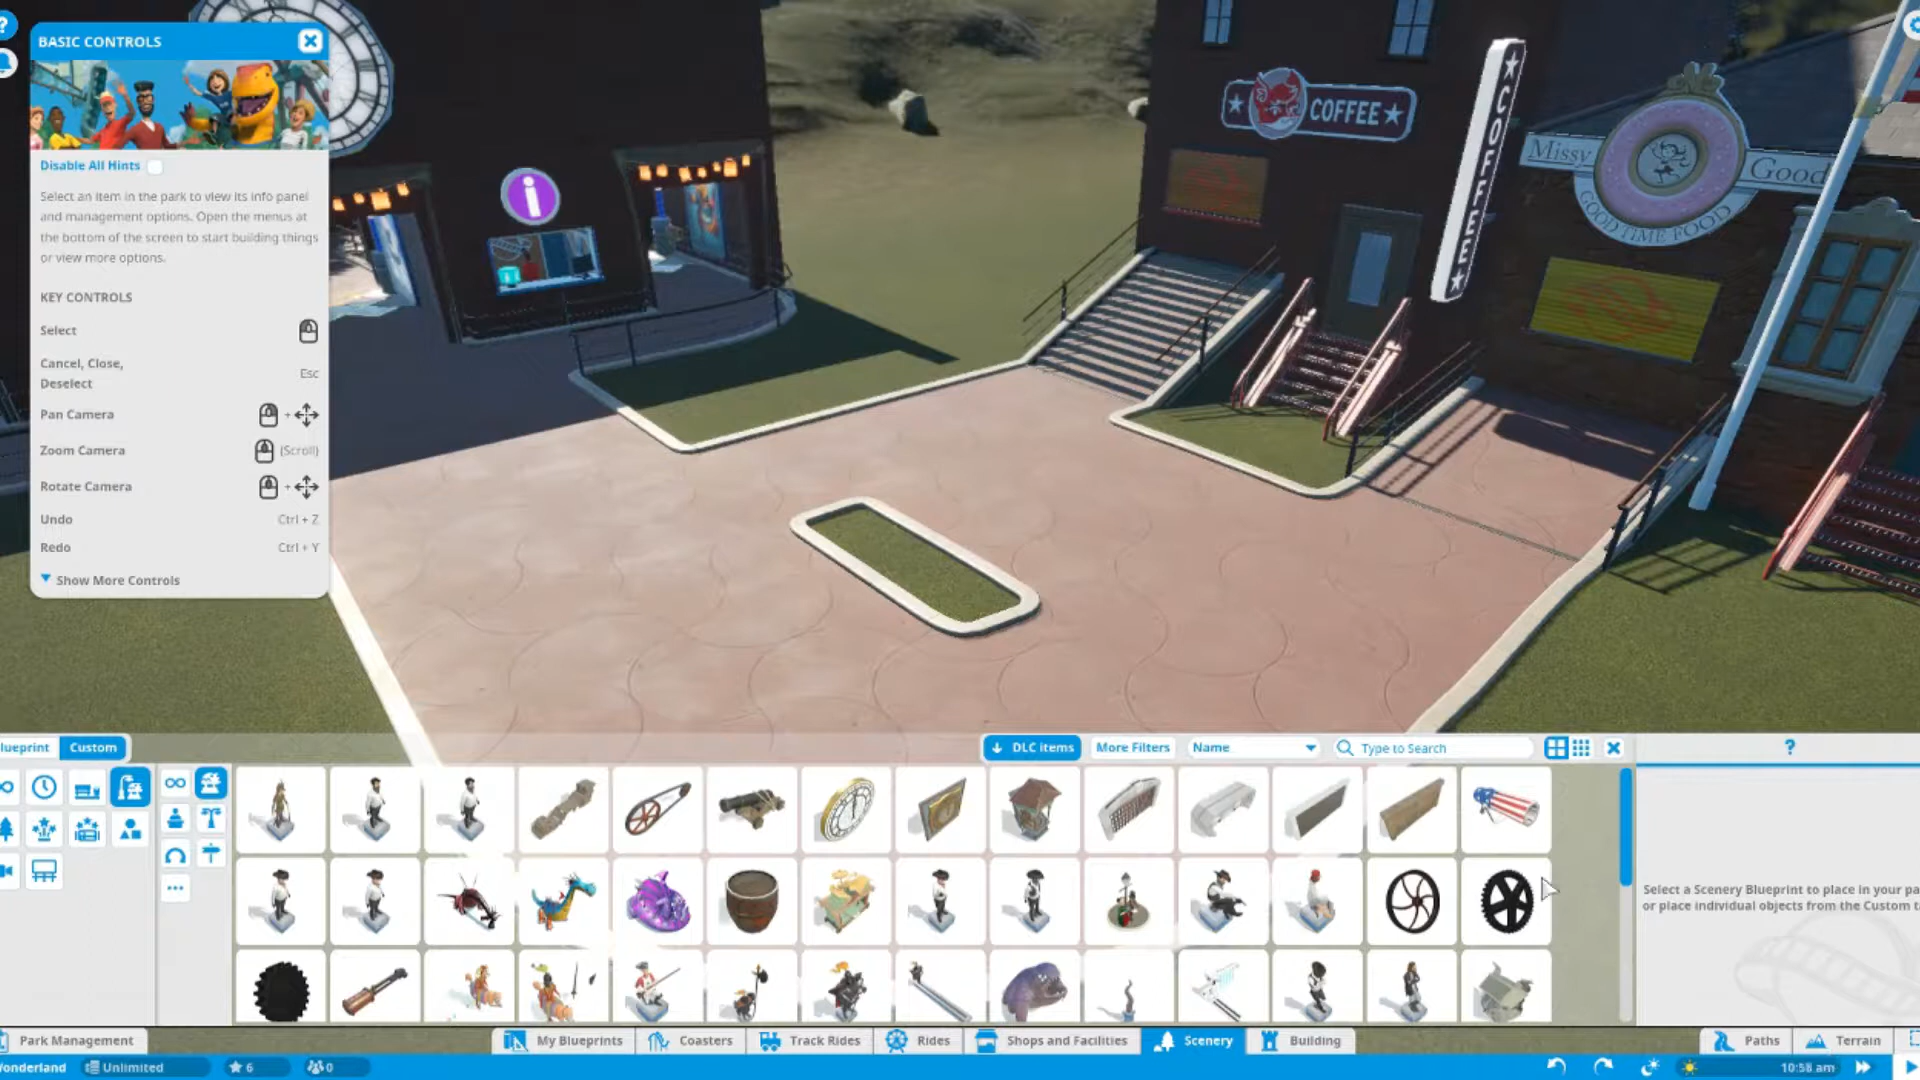 ?
BASIC CONTROLS
Disable All Hints
Select an item in the park to view its info panel
and management options. Open the menus at
the bottom of the screen to start building things
or view more options.
KEY CONTROLS
Select
Cancel, Close,
Deselect
Esc
Pan Camera
+
Zoom Camera
(Scroll)
Rotate Camera
+
Undo
Ctrl + Z
Redo
Ctrl + Y
Show More Controls
i
COFFEE
COFFEE
Missy
Good
GOOD TIME FOOD
lueprint
Custom
DLC items
More Filters
Name
Type to Search
?
Select a Scenery Blueprint to place in your pa
or place individual objects from the Custom t
Park Management
My Blueprints
Coasters
Track Rides
Rides
Shops and Facilities
Scenery
Building
Paths
Terrain
onderland
Unlimited
6
0
10:58 am